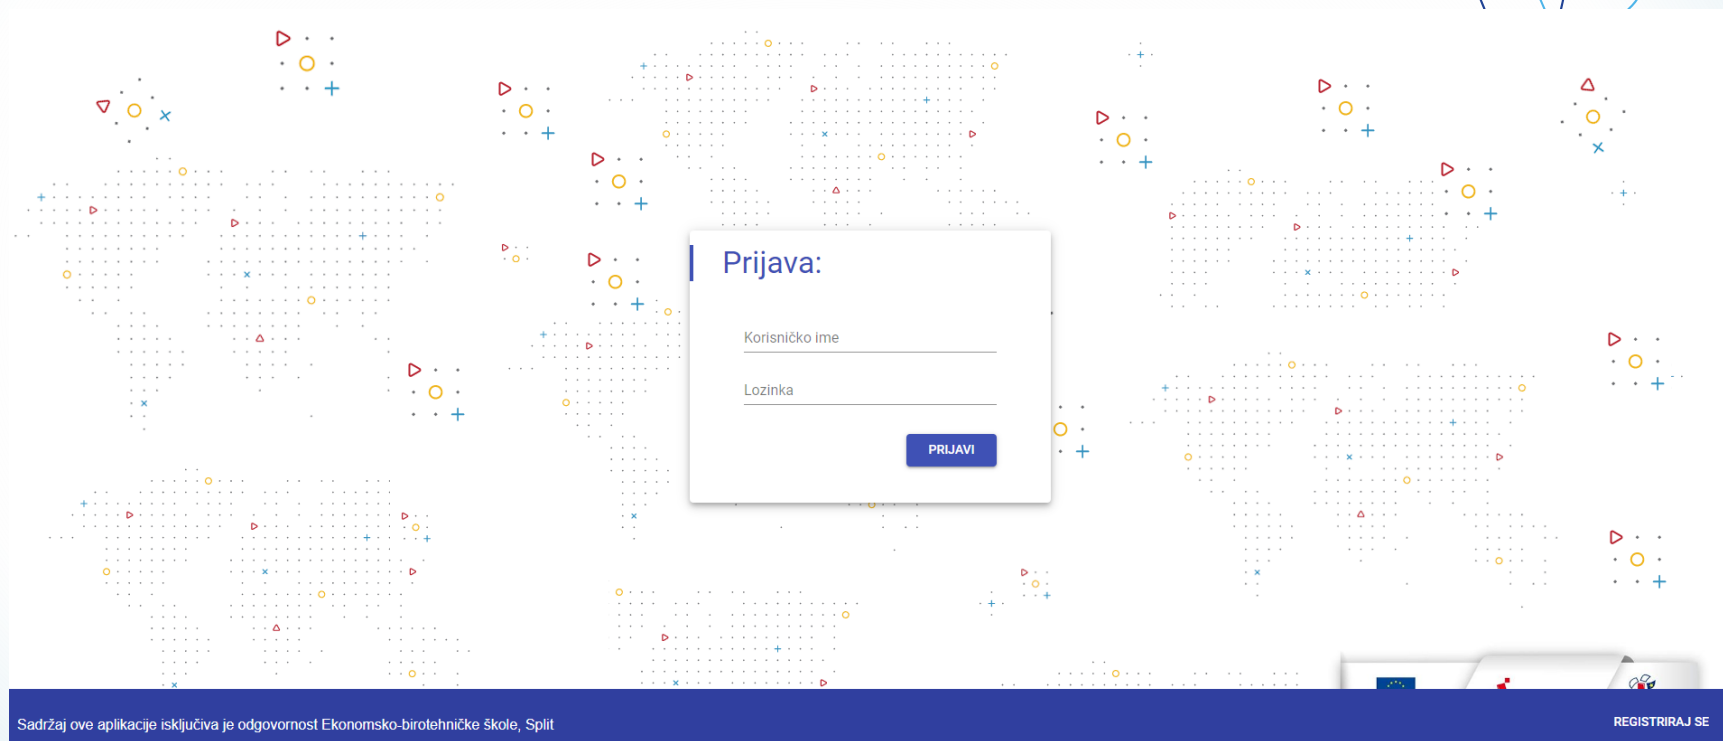 Prijava:
Korisničko ime
Lozinka
PRIJAVI
Sadržaj ove aplikacije isključiva je odgovornost Ekonomsko-birotehničke škole, Split
REGISTRIRAJ SE